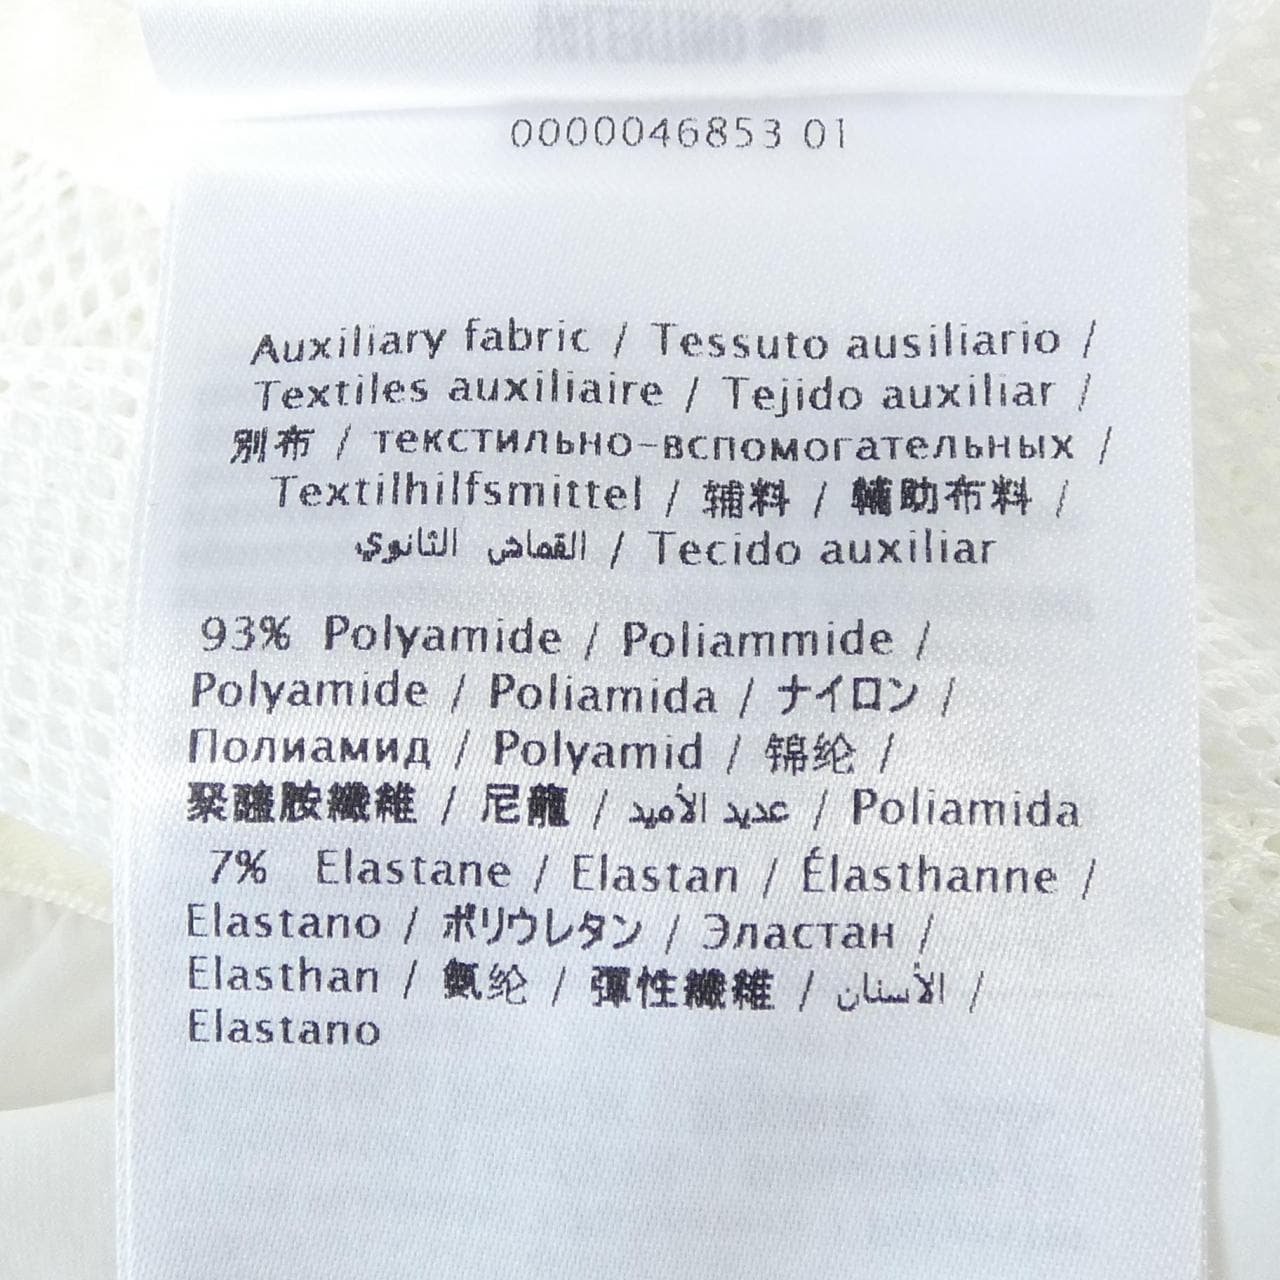 0000046853 01
Auxiliary fabric / Tessuto ausiliario /
Textiles auxiliaire / Tejido auxiliar /
別布 / текстильно-вспомогательных /
Textilhilfsmittel / 辅料 / 輔助布料 /
القماش الثانوي / Tecido auxiliar
93% Polyamide / Poliammide /
Polyamide / Poliamida / ナイロン /
Полиамид / Polyamid / 锦纶 /
聚醯胺纖維 / 尼龍 / عديد الأميد / Poliamida
7% Elastane / Elastan / Élasthanne /
Elastano / ポリウレタン / Эластан /
Elasthan / 氨纶 / 彈性纖維 / الأستان /
Elastano